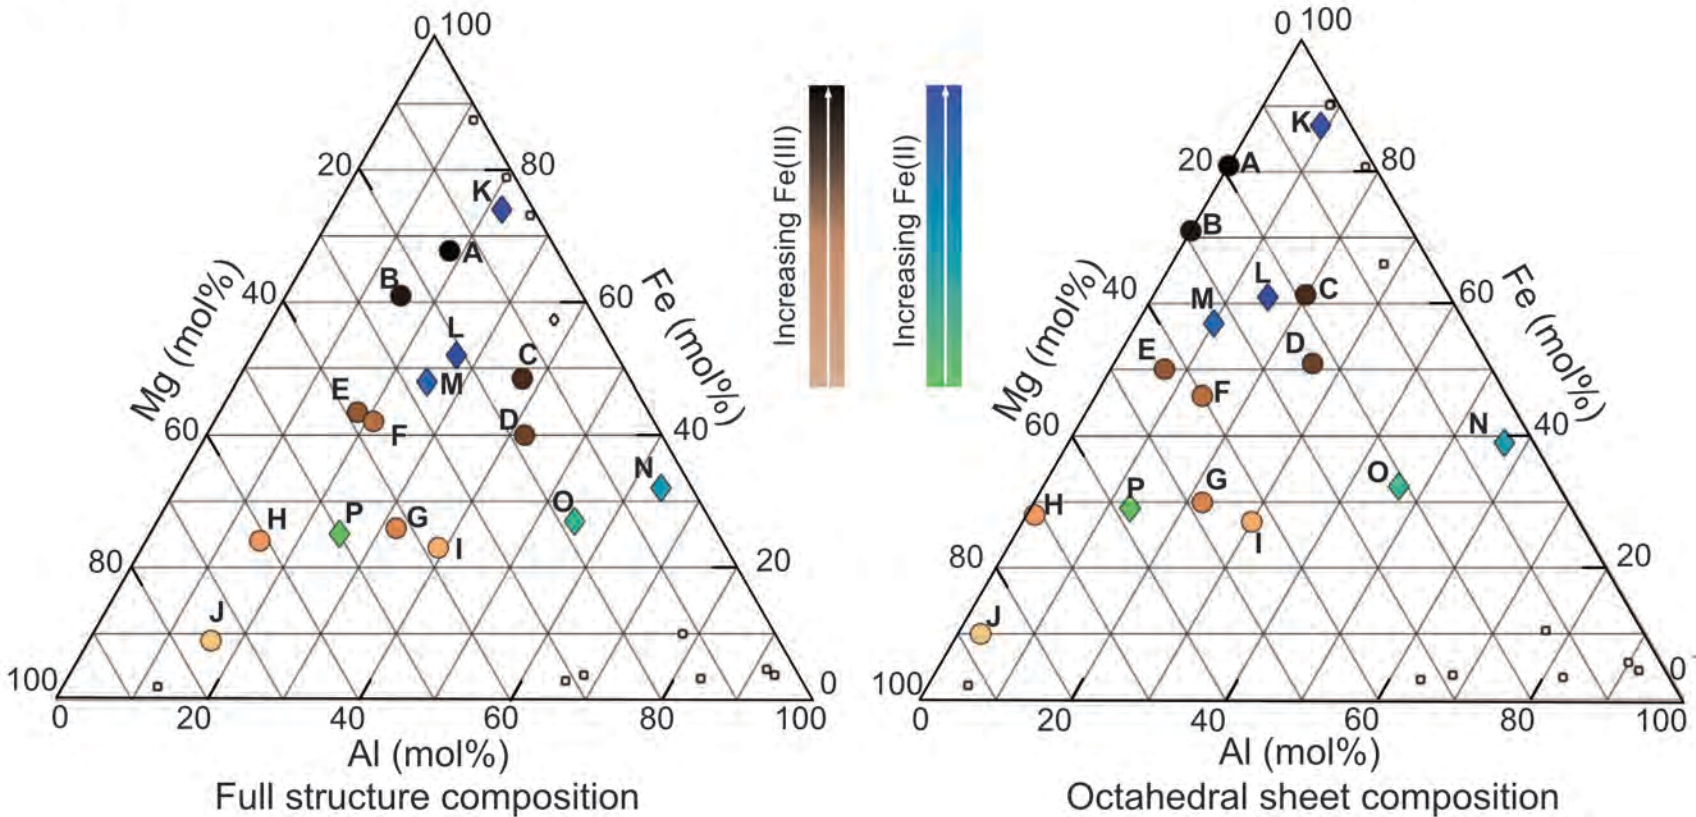 0 100
20
80
K
A
B
40
60
Mg (mol%)
Fe (mol%)
L
C
M
E
F
D
60
40
N
O
H
P
G
I
80
20
J
100
0
0
20
40
60
80
100
Al (mol%)
Full structure composition
Increasing Fe(III)
Increasing Fe(II)
0 100
K
20
A
80
B
40
60
Mg (mol%)
Fe (mol%)
L
C
M
E
D
F
60
40
N
O
G
P
H
I
80
20
J
100
0
0
20
40
60
80
100
Al (mol%)
Octahedral sheet composition